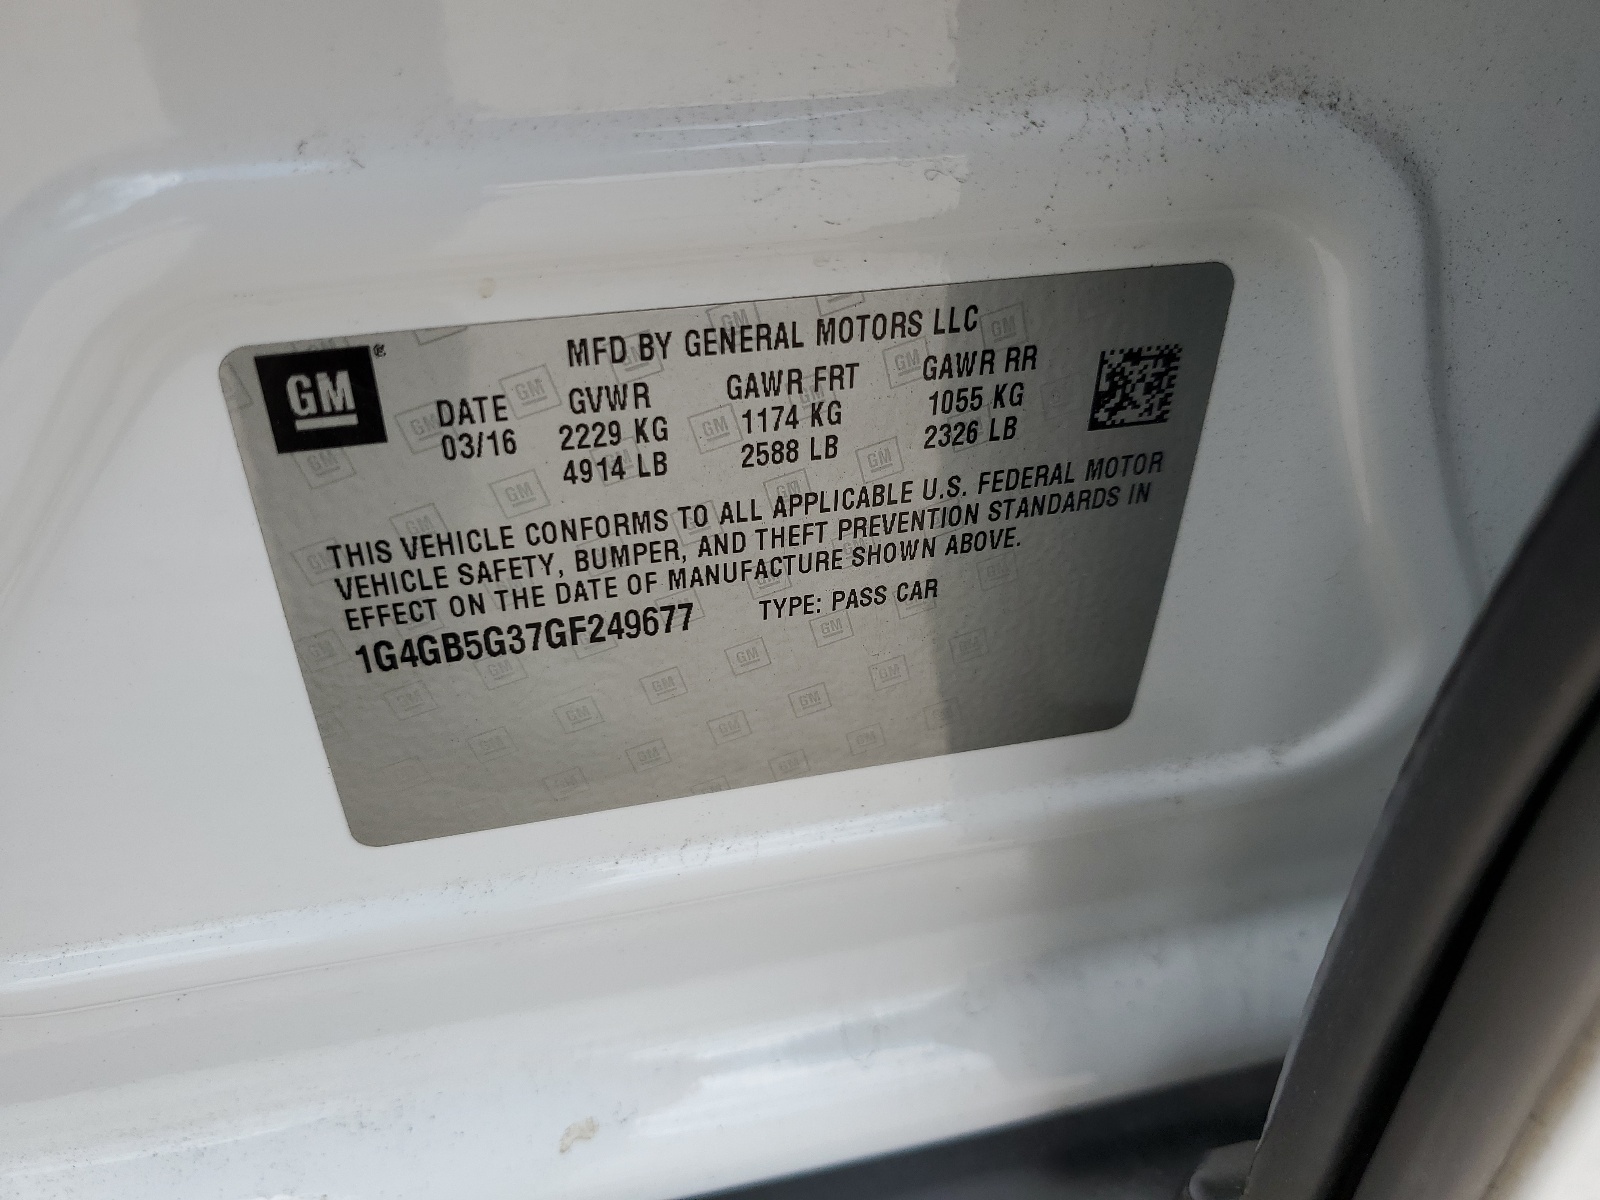 GM®
MFD BY GENERAL MOTORS LLC
DATE GVWR GAWR FRT GAWR RR
03/16 2229 KG 1174 KG 1055 KG
4914 LB 2588 LB 2326 LB
THIS VEHICLE CONFORMS TO ALL APPLICABLE U.S. FEDERAL MOTOR
VEHICLE SAFETY, BUMPER, AND THEFT PREVENTION STANDARDS IN
EFFECT ON THE DATE OF MANUFACTURE SHOWN ABOVE.
1G4GB5G37GF249677 TYPE: PASS CAR